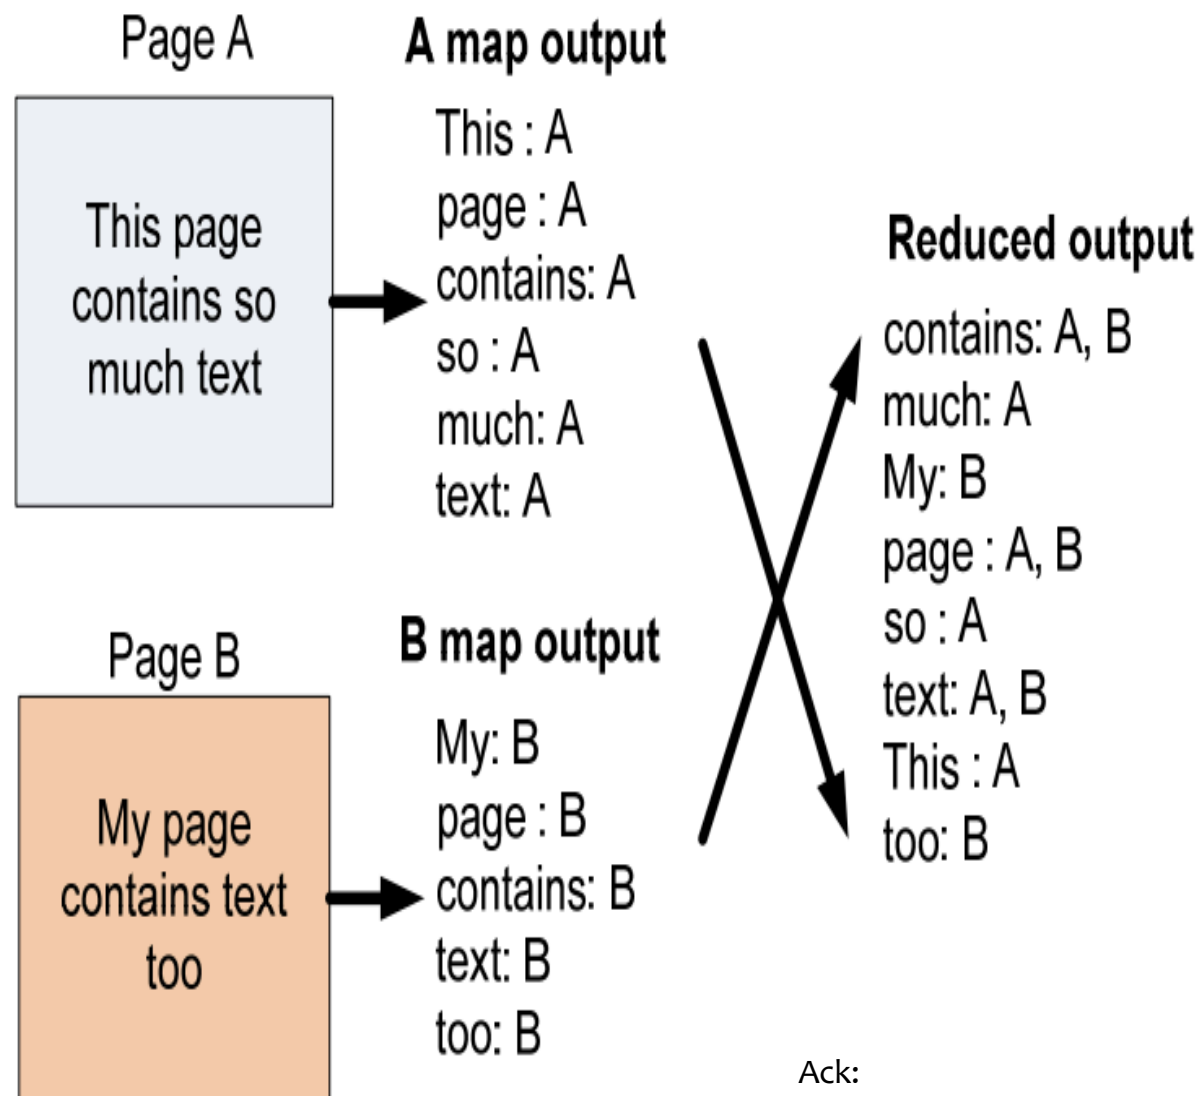 Page A
This page
contains so
much text
A map output
This : A
page : A
contains: A
so : A
much: A
text: A
Page B
My page
contains text
too
B map output
My: B
page : B
contains: B
text: B
too: B
Reduced output
contains: A, B
much: A
My: B
page : A, B
so : A
text: A, B
This : A
too: B
Ack: